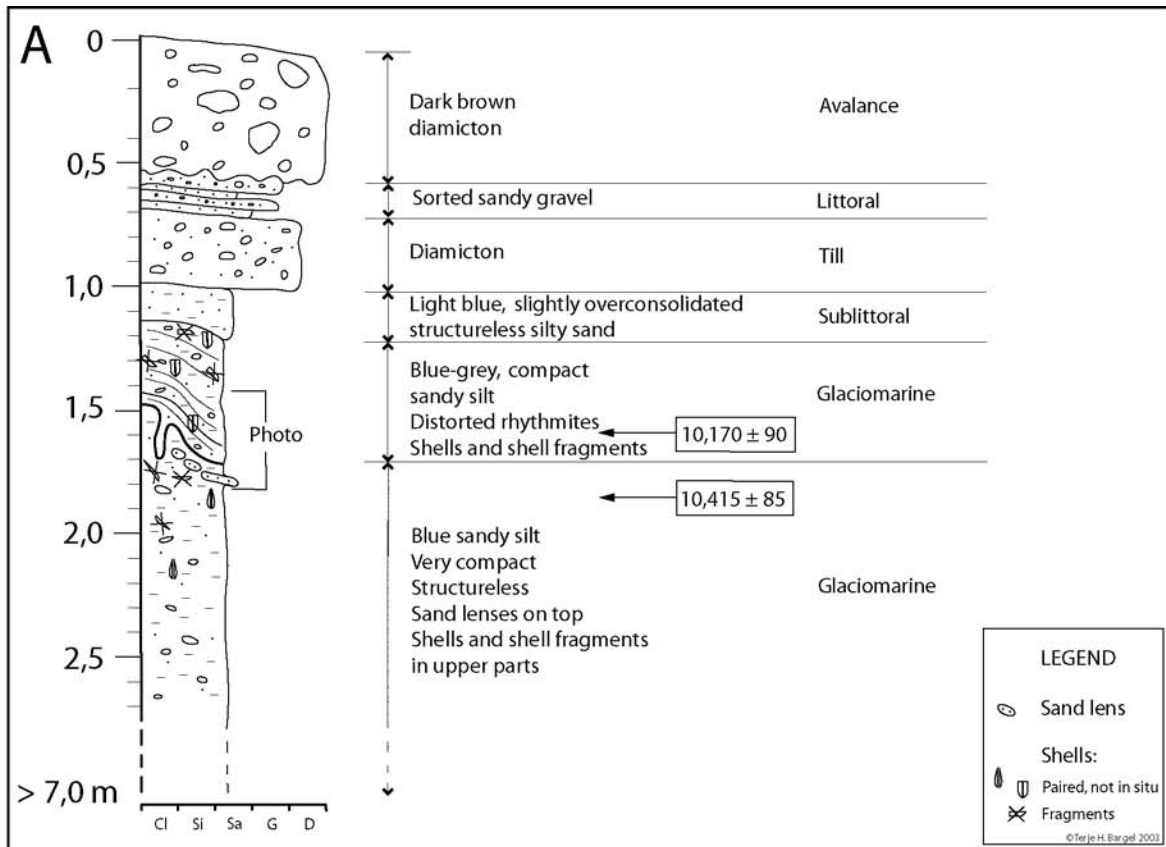 A
0
0,5
1,0
1,5
2,0
2,5
> 7,0 m
Cl Si Sa G D
Photo
Dark brown
diamicton
Avalance
Sorted sandy gravel
Littoral
Diamicton
Till
Light blue, slightly overconsolidated
structureless silty sand
Sublittoral
Blue-grey, compact
sandy silt
Distorted rhythmites
Shells and shell fragments
Glaciomarine
10,170 ± 90
10,415 ± 85
Blue sandy silt
Very compact
Structureless
Sand lenses on top
Shells and shell fragments
in upper parts
Glaciomarine
LEGEND
Sand lens
Shells:
Paired, not in situ
Fragments
©Terje H. Bargel 2003